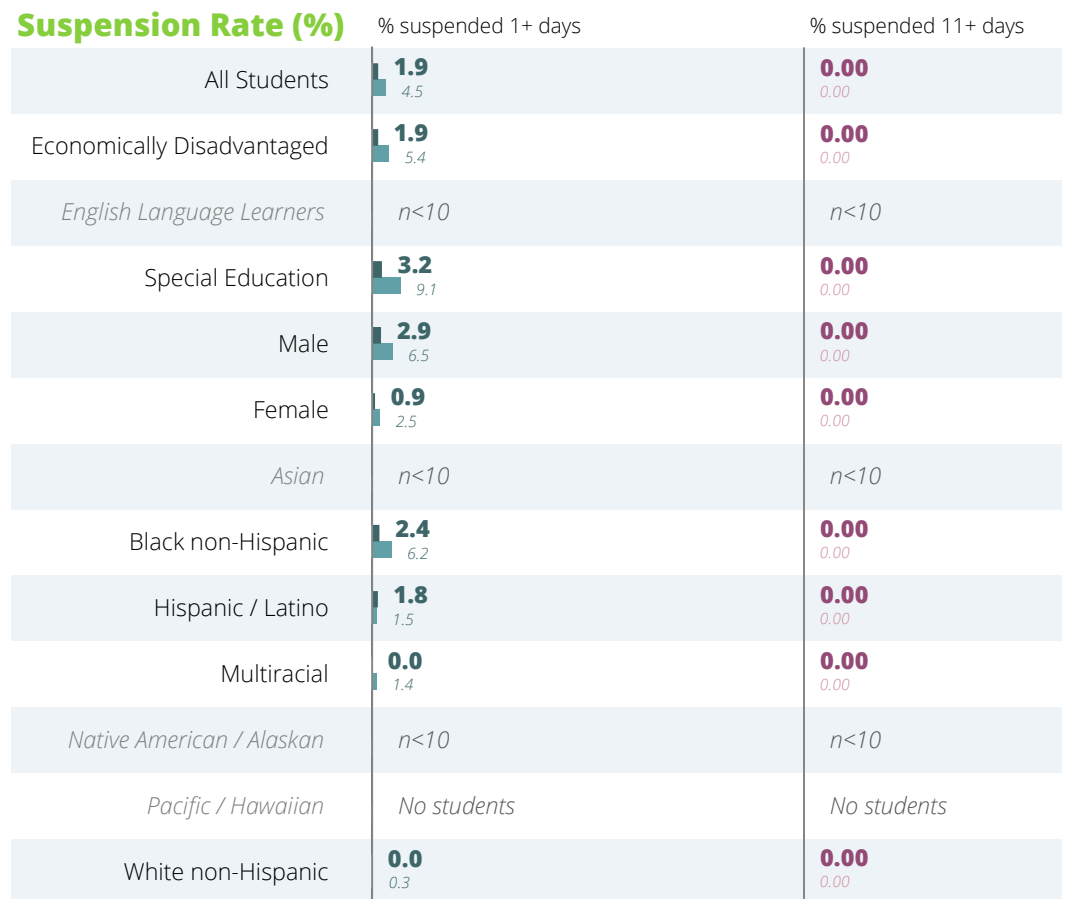 Suspension Rate (%) % suspended 1+ days % suspended 11+ days
All Students 1.9 0.00
4.5 0.00
Economically Disadvantaged 1.9 0.00
5.4 0.00
English Language Learners n<10 n<10
Special Education 3.2 0.00
9.1 0.00
Male 2.9 0.00
6.5 0.00
Female 0.9 0.00
2.5 0.00
Asian n<10 n<10
Black non-Hispanic 2.4 0.00
6.2 0.00
Hispanic / Latino 1.8 0.00
1.5 0.00
Multiracial 0.0 0.00
1.4 0.00
Native American / Alaskan n<10 n<10
Pacific / Hawaiian No students No students
White non-Hispanic 0.0 0.00
0.3 0.00